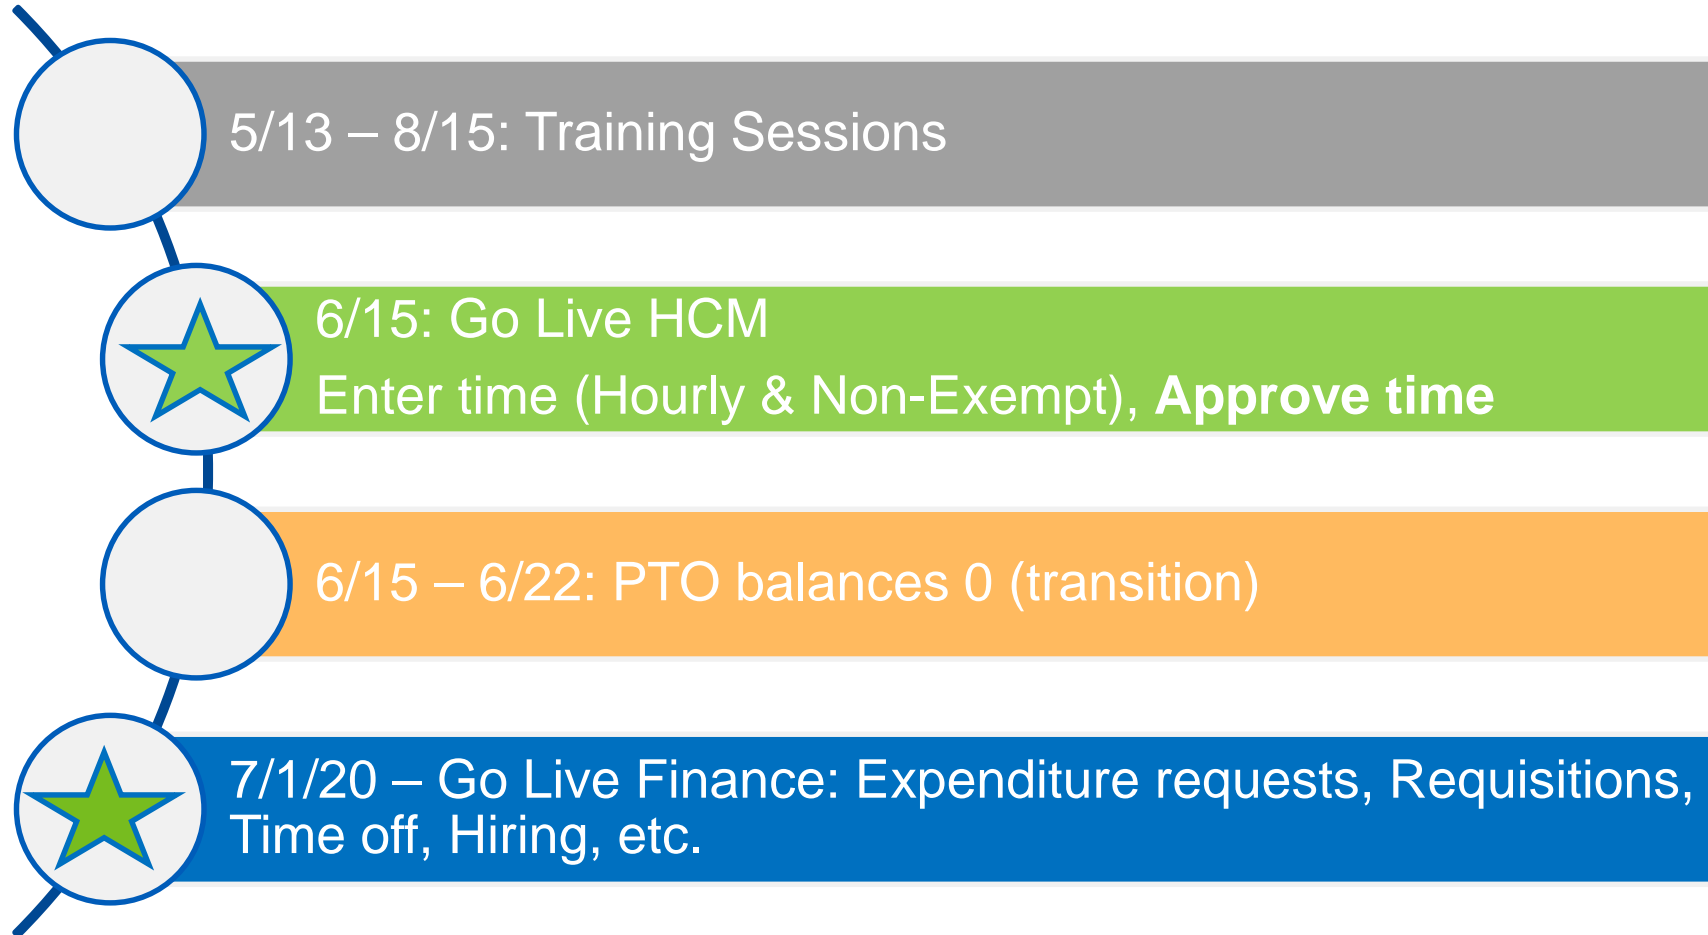 5/13 – 8/15: Training Sessions
6/15: Go Live HCM
Enter time (Hourly & Non-Exempt), Approve time
6/15 – 6/22: PTO balances 0 (transition)
7/1/20 – Go Live Finance: Expenditure requests, Requisitions,
Time off, Hiring, etc.